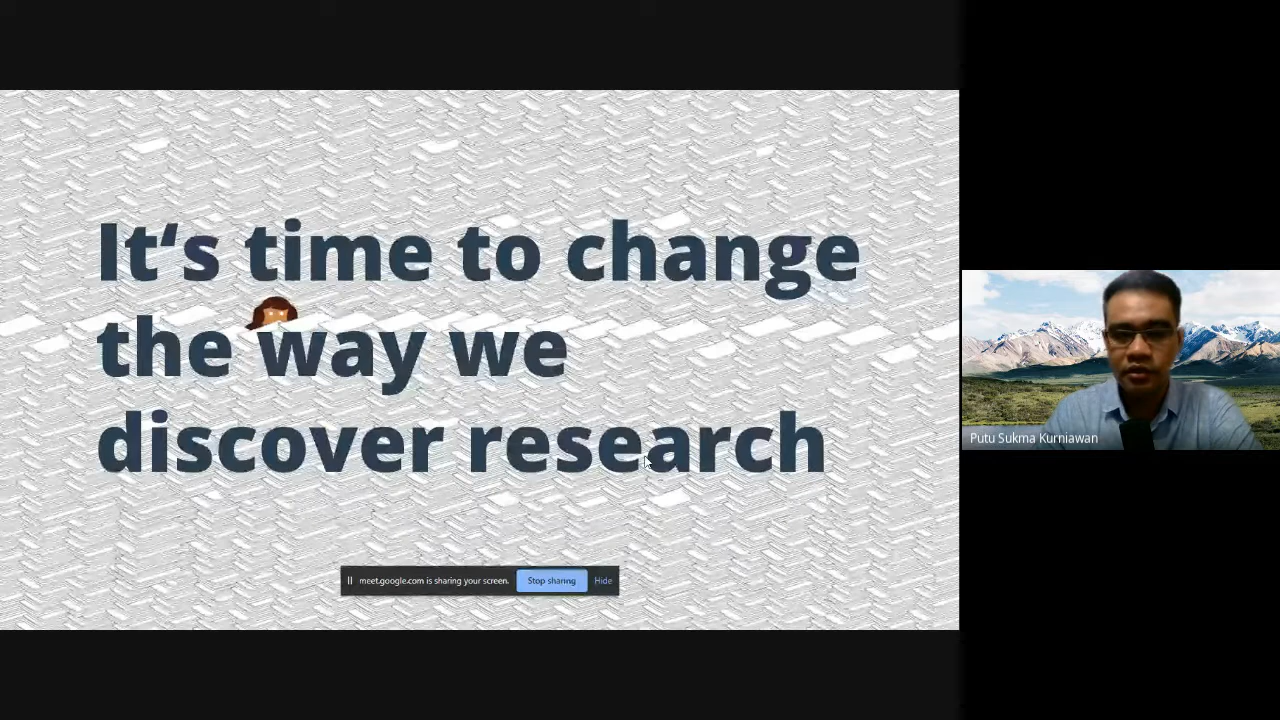 It‘s time to change
the way we
discover research
meet.google.com is sharing your screen. Stop sharing Hide
Putu Sukma Kurniawan